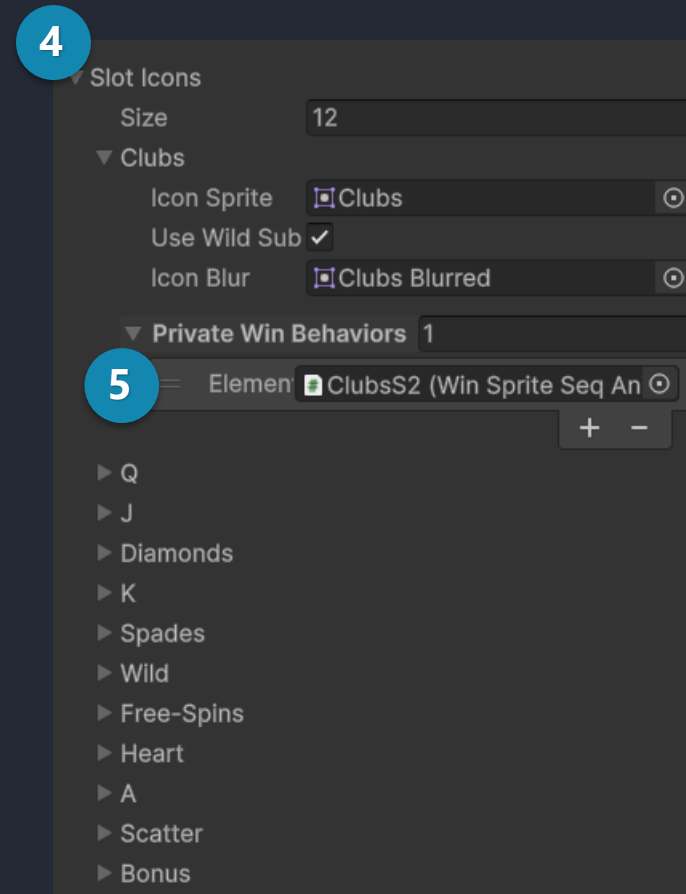 4
Slot Icons
Size 12
Clubs
Icon Sprite Clubs
Use Wild Sub
Icon Blur Clubs Blurred
Private Win Behaviors 1
5 Elemen ClubsS2 (Win Sprite Seq An
+ −
Q
J
Diamonds
K
Spades
Wild
Free-Spins
Heart
A
Scatter
Bonus